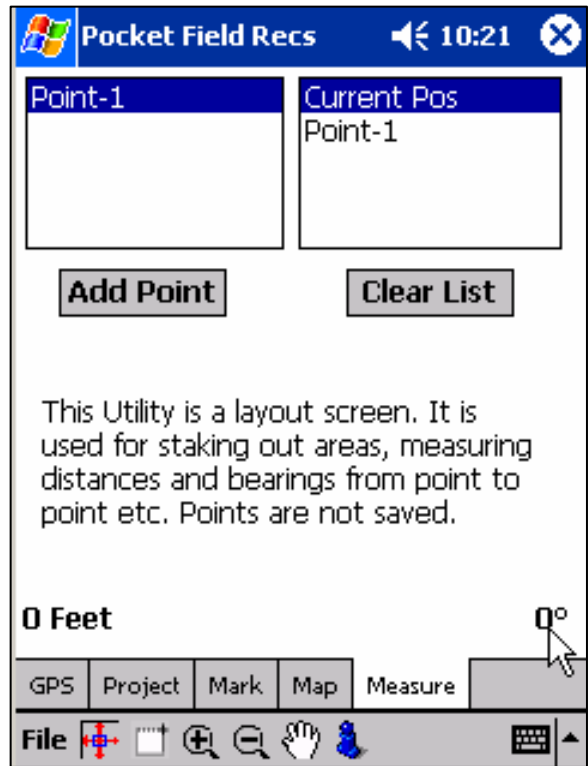 Pocket Field Recs 10:21
Point-1
Current Pos
Point-1
Add Point
Clear List
This Utility is a layout screen. It is
used for staking out areas, measuring
distances and bearings from point to
point etc. Points are not saved.
0 Feet
0°
GPS Project Mark Map Measure
File